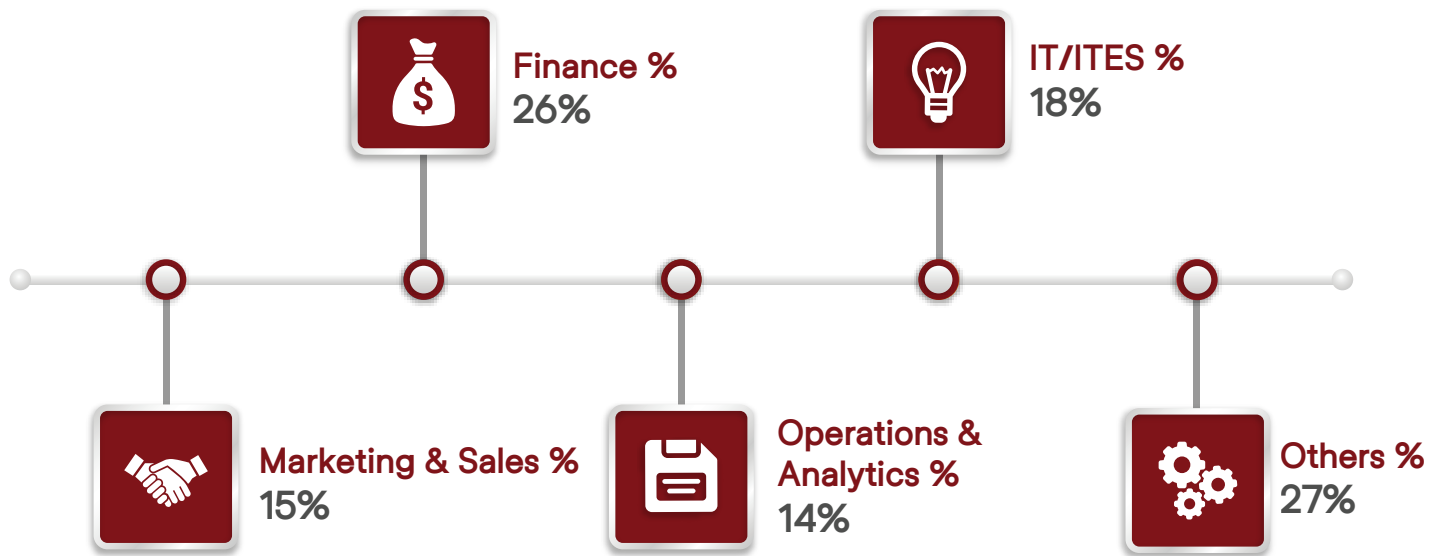 Finance %
26%
IT/ITES %
18%
Marketing & Sales %
15%
Operations &
Analytics %
14%
Others %
27%